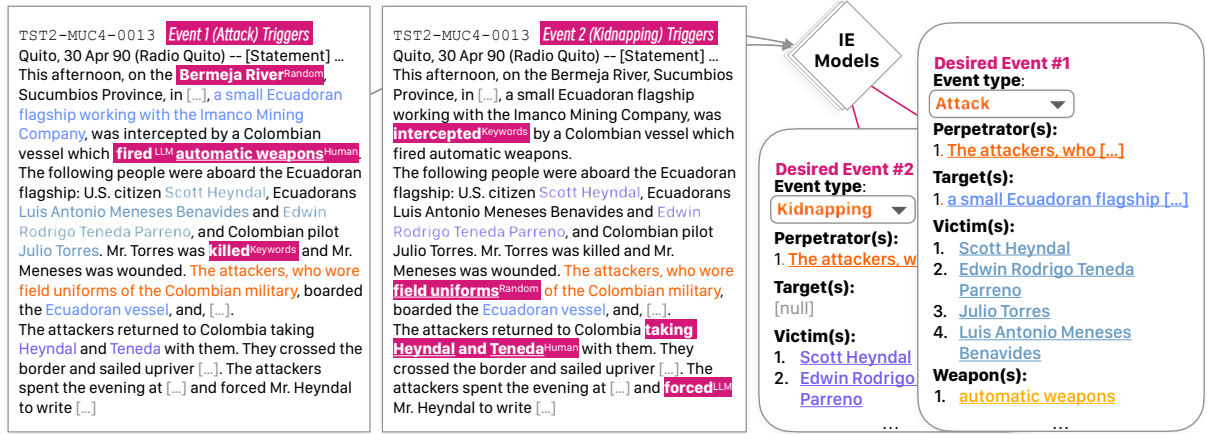 TST2-MUC4-0013 Event 1 (Attack) Triggers
Quito, 30 Apr 90 (Radio Quito) -- [Statement] ...
This afternoon, on the Bermeja River Random,
Sucumbios Province, in [...], a small Ecuadoran
flagship working with the Imanco Mining
Company, was intercepted by a Colombian
vessel which fired LLM automatic weapons Human.
The following people were aboard the Ecuadoran
flagship: U.S. citizen Scott Heyndal, Ecuadorans
Luis Antonio Meneses Benavides and Edwin
Rodrigo Teneda Parreno, and Colombian pilot
Julio Torres. Mr. Torres was killed Keywords and Mr.
Meneses was wounded. The attackers, who wore
field uniforms of the Colombian military, boarded
the Ecuadoran vessel, and, [...].
The attackers returned to Colombia taking
Heyndal and Teneda with them. They crossed the
border and sailed upriver [...]. The attackers
spent the evening at [...] and forced Mr. Heyndal
to write [...]
TST2-MUC4-0013 Event 2 (Kidnapping) Triggers
Quito, 30 Apr 90 (Radio Quito) -- [Statement] ...
This afternoon, on the Bermeja River, Sucumbios
Province, in [...], a small Ecuadoran flagship
working with the Imanco Mining Company, was
intercepted Keywords by a Colombian vessel which
fired automatic weapons.
The following people were aboard the Ecuadoran
flagship: U.S. citizen Scott Heyndal, Ecuadorans
Luis Antonio Meneses Benavides and Edwin
Rodrigo Teneda Parreno, and Colombian pilot
Julio Torres. Mr. Torres was killed and Mr.
Meneses was wounded. The attackers, who wore
field uniforms Random of the Colombian military,
boarded the Ecuadoran vessel, and, [...].
The attackers returned to Colombia taking
Heyndal and Teneda Human with them. They
crossed the border and sailed upriver [...]. The
attackers spent the evening at [...] and forced LLM
Mr. Heyndal to write [...]
IE
Models
Desired Event #2
Event type:
Kidnapping
Perpetrator(s):
1. The attackers, w
Target(s):
[null]
Victim(s):
1. Scott Heyndal
2. Edwin Rodrigo
Parreno
...
Desired Event #1
Event type:
Attack
Perpetrator(s):
1. The attackers, who [...]
Target(s):
1. a small Ecuadoran flagship [...]
Victim(s):
1. Scott Heyndal
2. Edwin Rodrigo Teneda
Parreno
3. Julio Torres
4. Luis Antonio Meneses
Benavides
Weapon(s):
1. automatic weapons
...